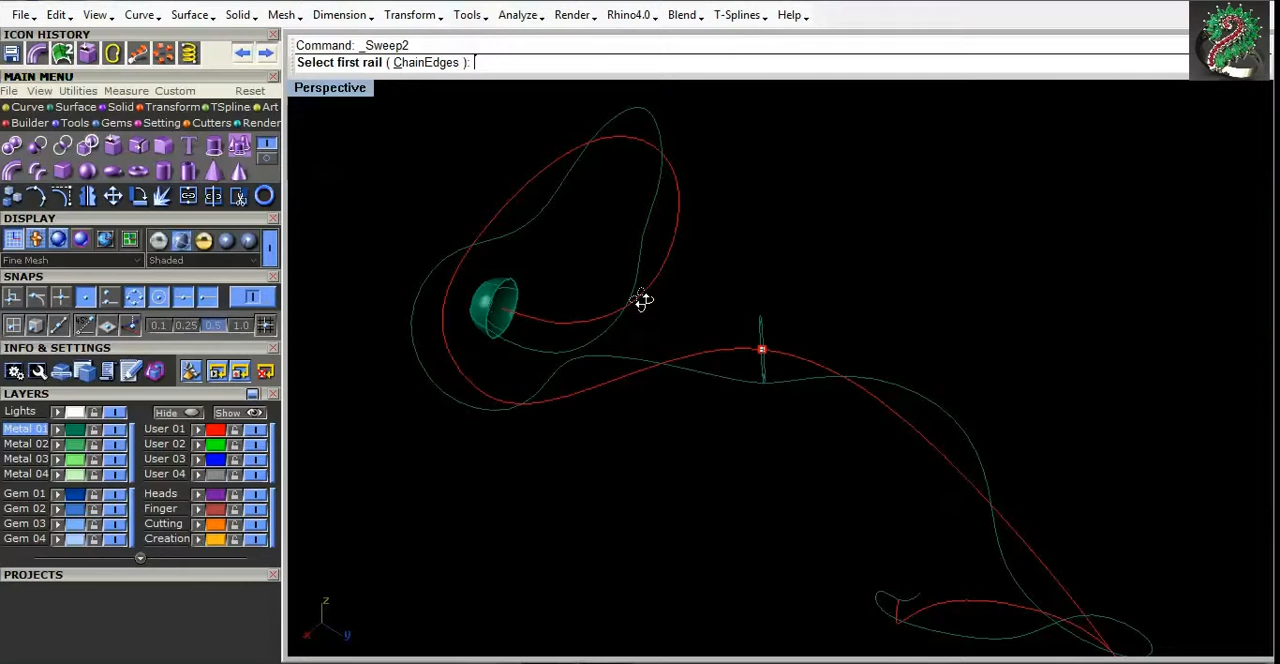 File Edit View Curve Surface Solid Mesh Dimension Transform Tools Analyze Render Rhino4.0 Blend T-Splines Help
ICON HISTORY
Command: _Sweep2
Select first rail ( ChainEdges ):
MAIN MENU
File View Utilities Measure Custom Reset
Perspective
Curve Surface Solid Transform TSpline Art
Builder Tools Gems Setting Cutters Render
DISPLAY
Fine Mesh Shaded
SNAPS
0.1 0.25 0.5 1.0
INFO & SETTINGS
LAYERS
Lights Hide Show
Metal 01 User 01
Metal 02 User 02
Metal 03 User 03
Metal 04 User 04
Gem 01 Heads
Gem 02 Finger
Gem 03 Cutting
Gem 04 Creation
PROJECTS
z
x y